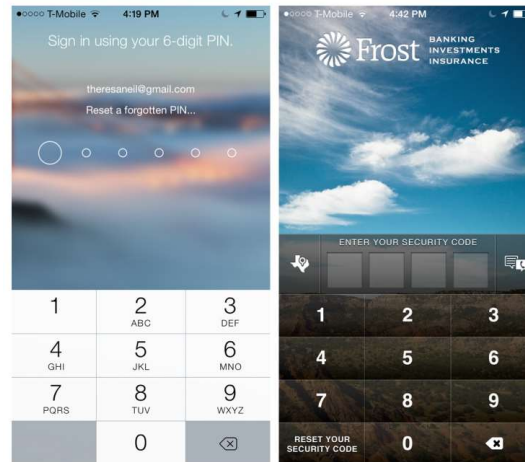 T-Mobile 4:19 PM
Sign in using your 6-digit PIN.
theresaneil@gmail.com
Reset a forgotten PIN...
1 2 3
ABC DEF
4 5 6
GHI JKL MNO
7 8 9
PQRS TUV WXYZ
0
T-Mobile 4:42 PM
Frost
BANKING
INVESTMENTS
INSURANCE
ENTER YOUR SECURITY CODE
1 2 3
4 5 6
7 8 9
RESET YOUR
SECURITY CODE 0